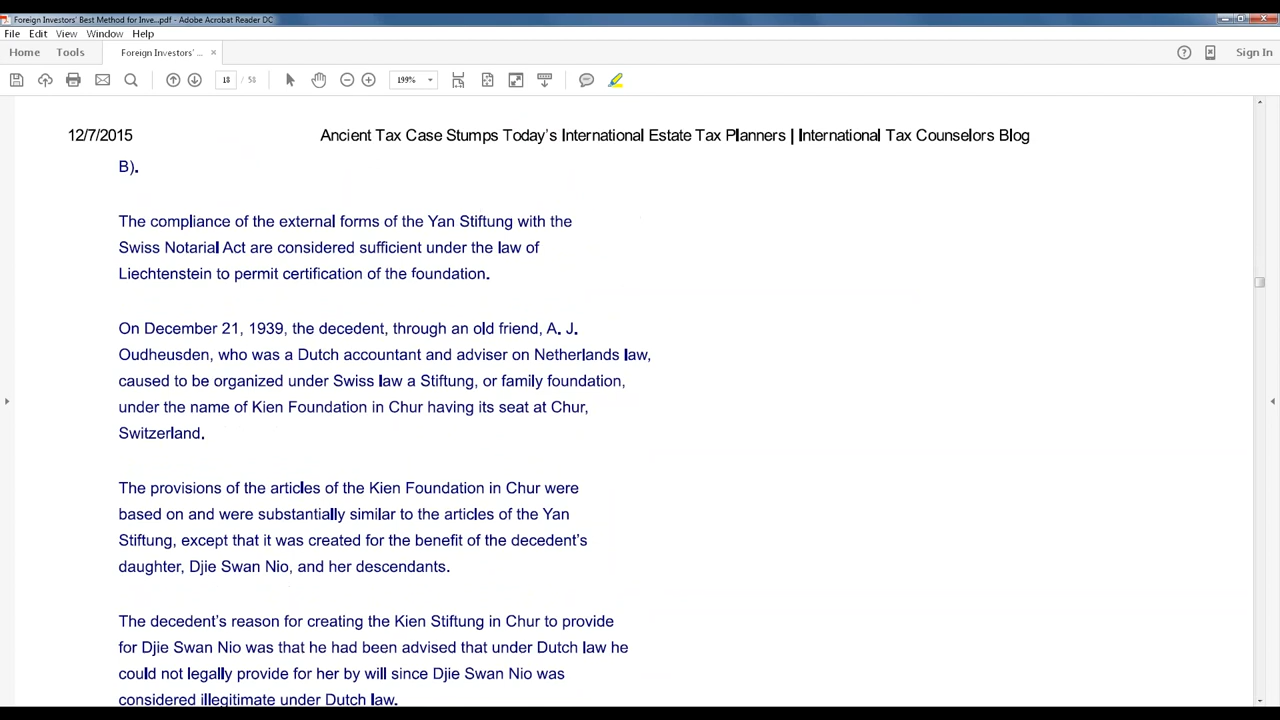 Foreign Investors' Best Method for Inve...pdf - Adobe Acrobat Reader DC
File Edit View Window Help
Home Tools Foreign Investors' ... × Sign In
18 / 58 199%
12/7/2015 Ancient Tax Case Stumps Today's International Estate Tax Planners | International Tax Counselors Blog
B).
The compliance of the external forms of the Yan Stiftung with the
Swiss Notarial Act are considered sufficient under the law of
Liechtenstein to permit certification of the foundation.
On December 21, 1939, the decedent, through an old friend, A. J.
Oudheusden, who was a Dutch accountant and adviser on Netherlands law,
caused to be organized under Swiss law a Stiftung, or family foundation,
under the name of Kien Foundation in Chur having its seat at Chur,
Switzerland.
The provisions of the articles of the Kien Foundation in Chur were
based on and were substantially similar to the articles of the Yan
Stiftung, except that it was created for the benefit of the decedent's
daughter, Djie Swan Nio, and her descendants.
The decedent's reason for creating the Kien Stiftung in Chur to provide
for Djie Swan Nio was that he had been advised that under Dutch law he
could not legally provide for her by will since Djie Swan Nio was
considered illegitimate under Dutch law.